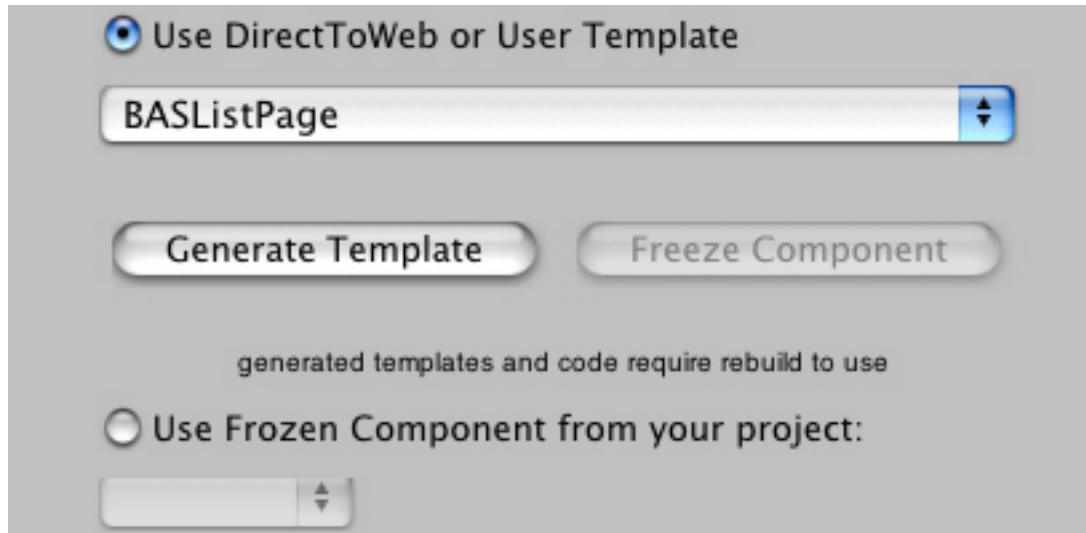 Use DirectToWeb or User Template
BASListPage
Generate Template Freeze Component
generated templates and code require rebuild to use
Use Frozen Component from your project: